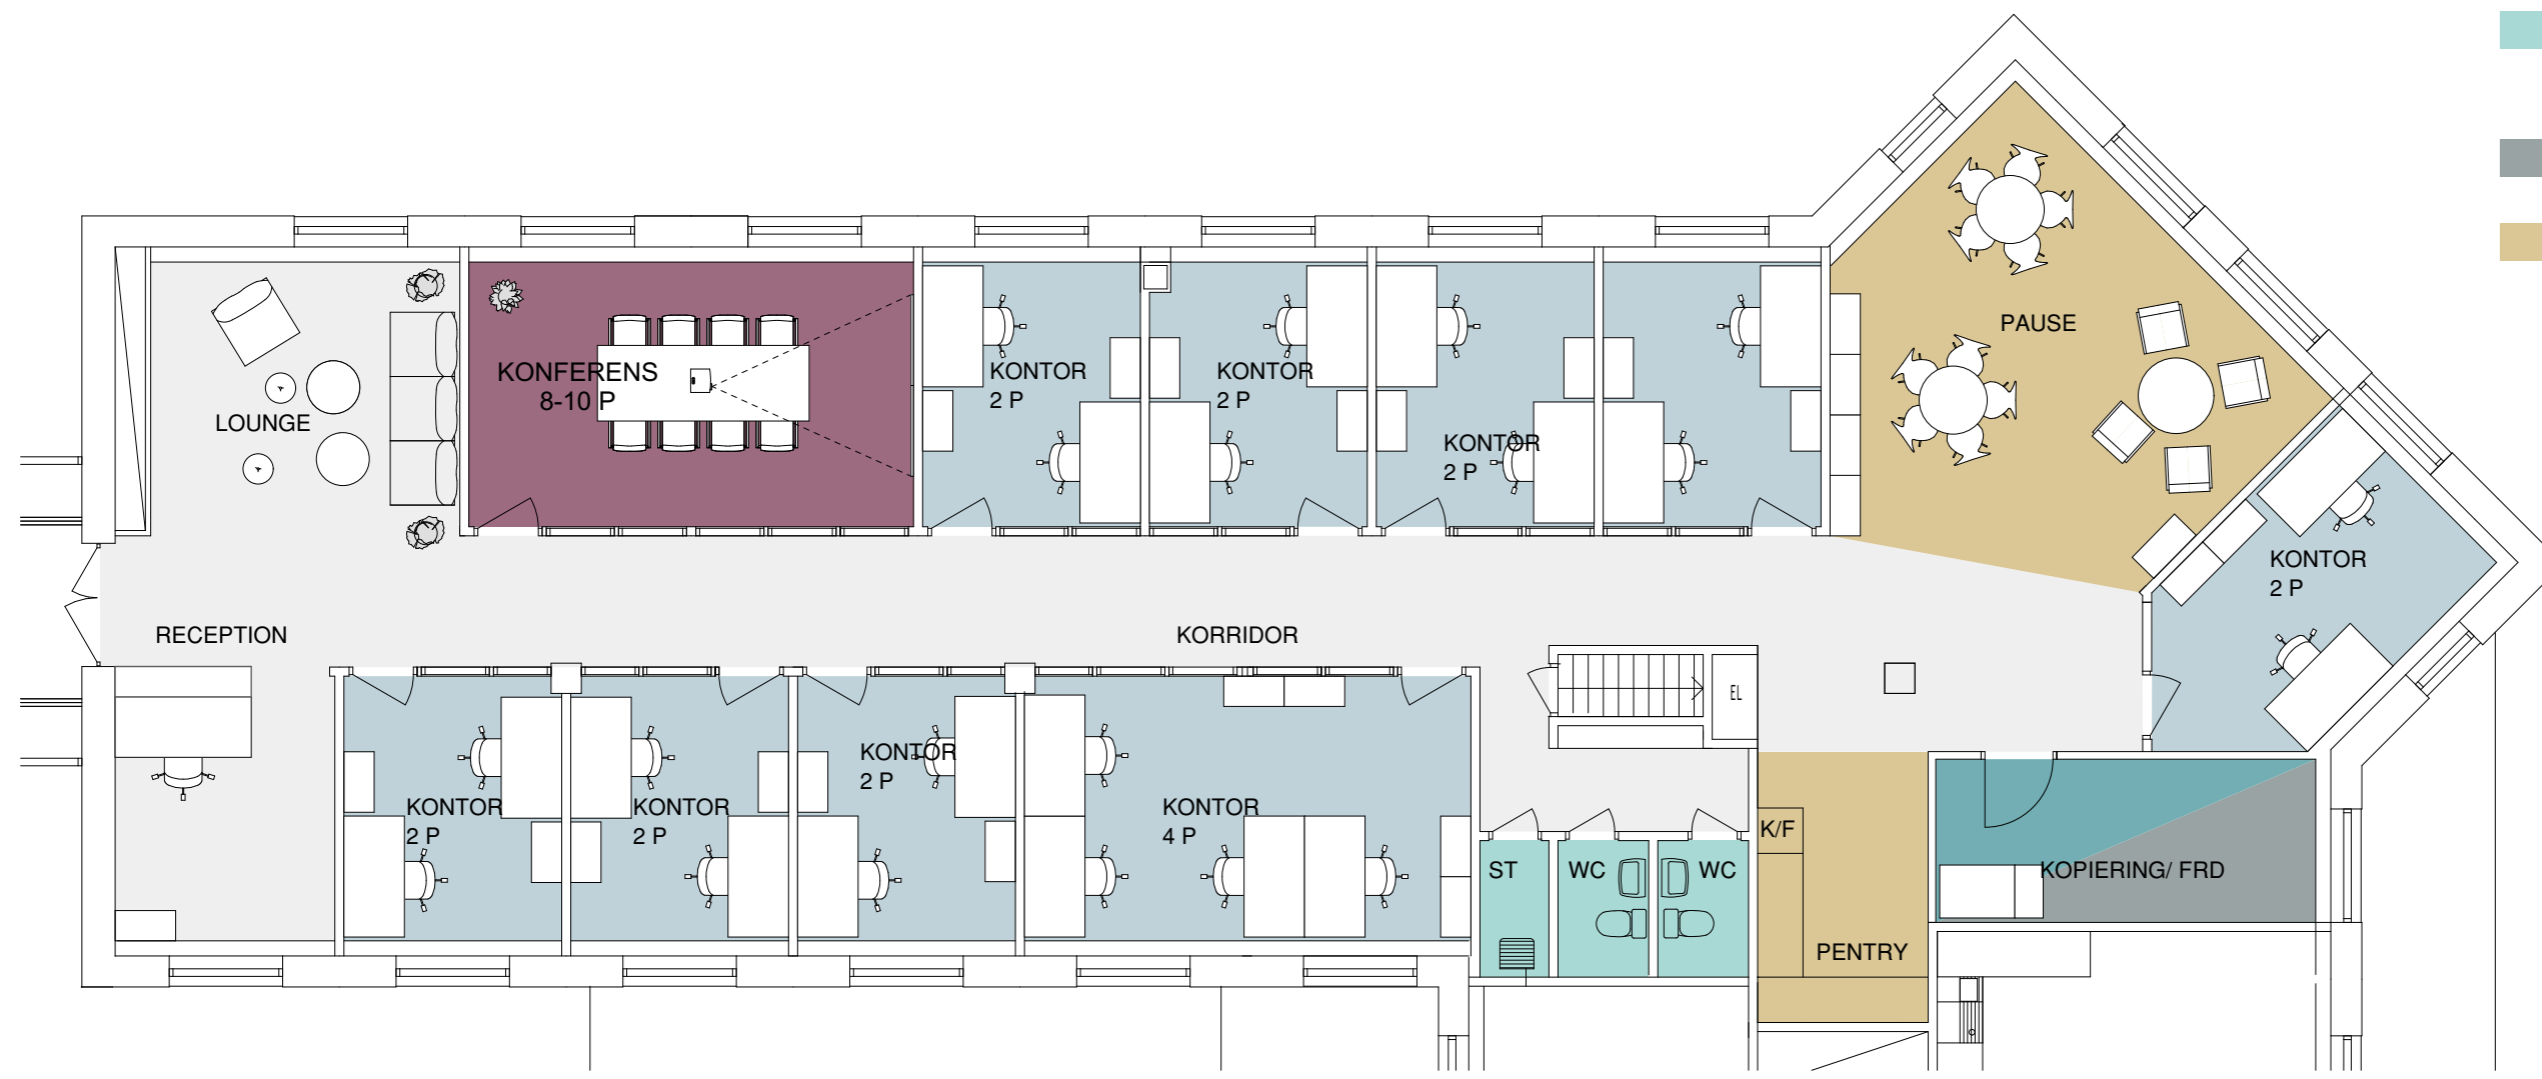 PAUSE
KONFERENS
8-10 P
KONTOR
2 P
KONTOR
2 P
LOUNGE
KONTOR
2 P
KONTOR
2 P
RECEPTION
KORRIDOR
EL
KONTOR
2 P
KONTOR
2 P
KONTOR
2 P
KONTOR
4 P
K/F
ST
WC
WC
KOPIERING/ FRD
PENTRY